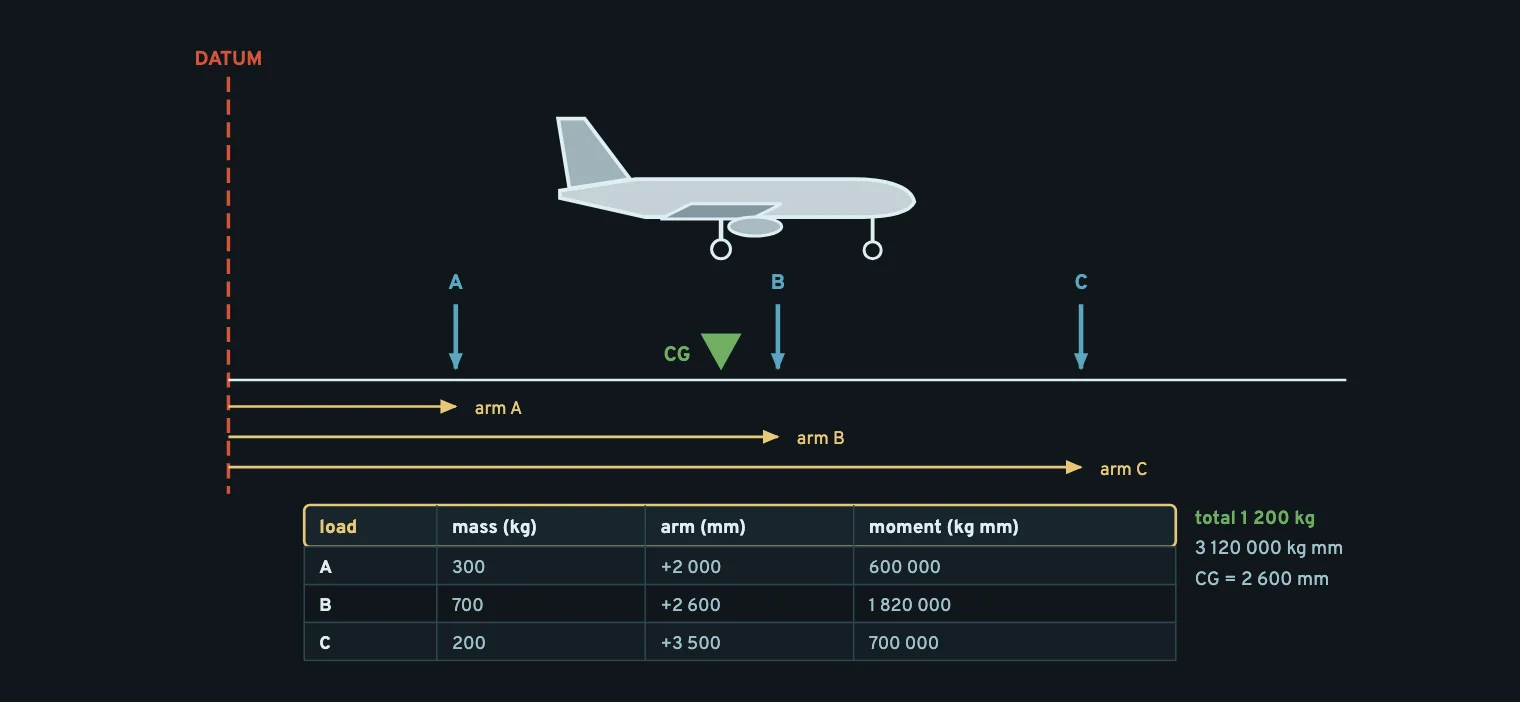 DATUM
A B C
CG
arm A
arm B
arm C
load mass (kg) arm (mm) moment (kg mm)
A 300 +2 000 600 000
B 700 +2 600 1 820 000
C 200 +3 500 700 000
total 1 200 kg
3 120 000 kg mm
CG = 2 600 mm